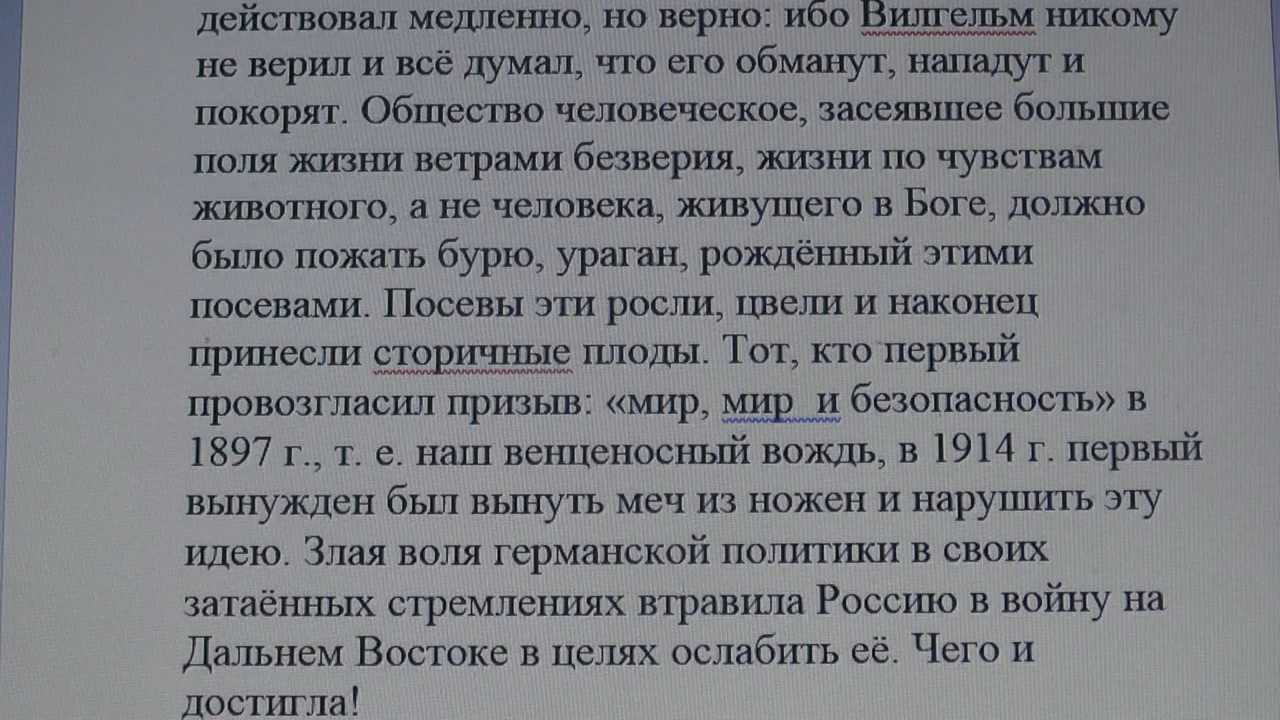 действовал медленно, но верно: ибо Вилгельм никому
не верил и всё думал, что его обманут, нападут и
покорят. Общество человеческое, засеявшее большие
поля жизни ветрами безверия, жизни по чувствам
животного, а не человека, живущего в Боге, должно
было пожать бурю, ураган, рождённый этими
посевами. Посевы эти росли, цвели и наконец
принесли сторичные плоды. Тот, кто первый
провозгласил призыв: «мир, мир  и безопасность» в
1897 г., т. е. наш венценосный вождь, в 1914 г. первый
вынужден был вынуть меч из ножен и нарушить эту
идею. Злая воля германской политики в своих
затаённых стремлениях втравила Россию в войну на
Дальнем Востоке в целях ослабить её. Чего и
достигла!